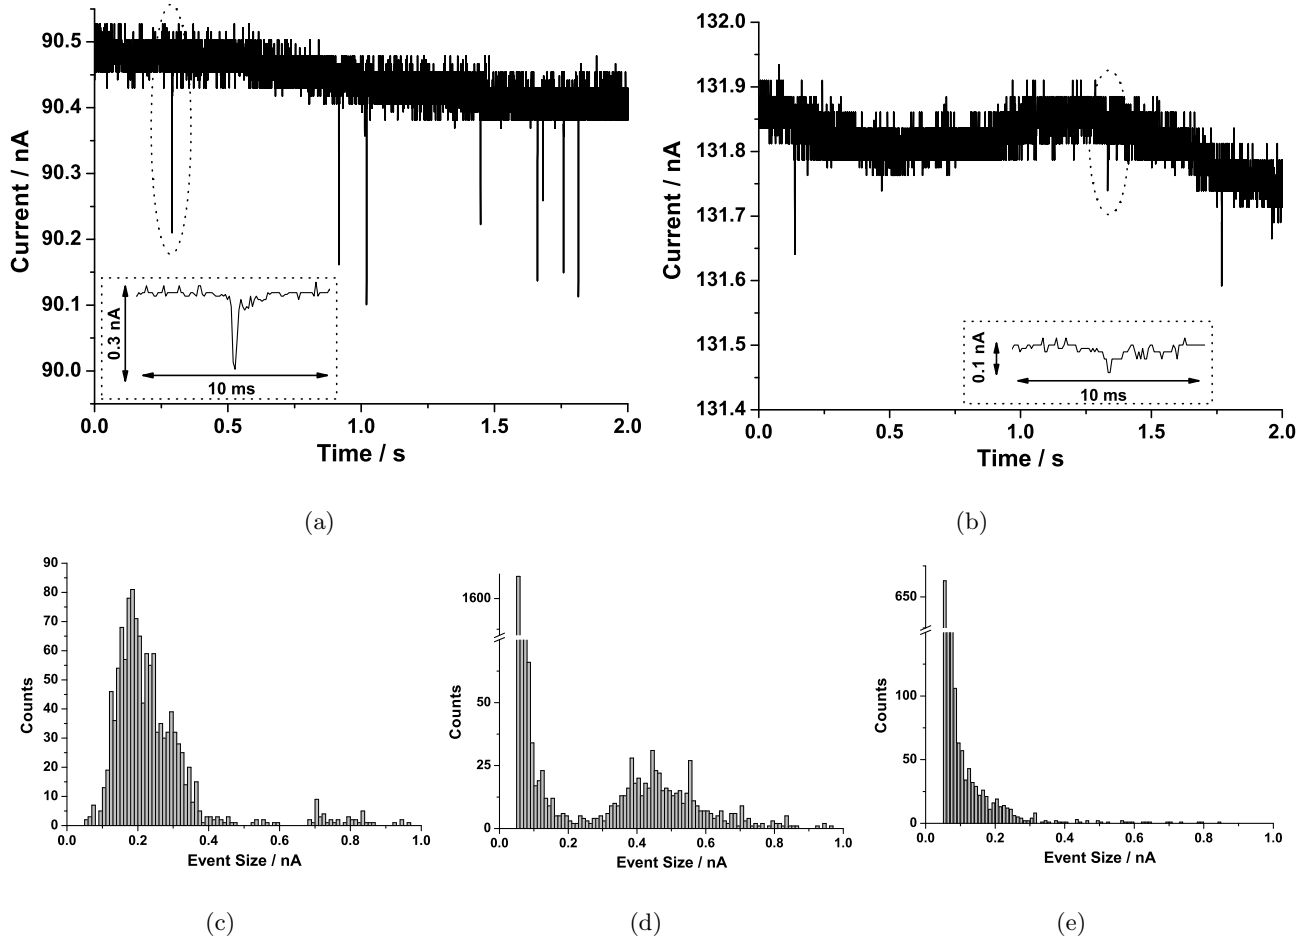 90.5
90.4
90.3
90.2
90.1
90.0
Current / nA
0.3 nA
10 ms
0.0 0.5 1.0 1.5 2.0
Time / s
(a)
132.0
131.9
131.8
131.7
131.6
131.5
131.4
Current / nA
0.1 nA
10 ms
0.0 0.5 1.0 1.5 2.0
Time / s
(b)
90
80
70
60
50
40
30
20
10
0
Counts
0.0 0.2 0.4 0.6 0.8 1.0
Event Size / nA
(c)
1600
50
25
0
Counts
0.0 0.2 0.4 0.6 0.8 1.0
Event Size / nA
(d)
650
100
50
0
Counts
0.0 0.2 0.4 0.6 0.8 1.0
Event Size / nA
(e)